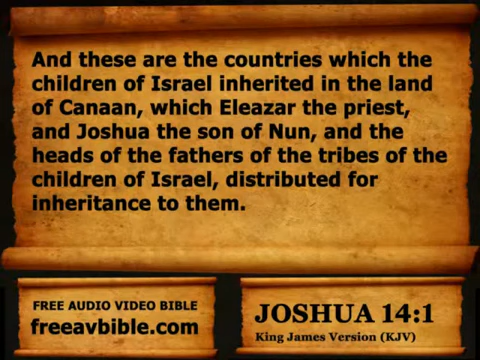 And these are the countries which the
children of Israel inherited in the land
of Canaan, which Eleazar the priest,
and Joshua the son of Nun, and the
heads of the fathers of the tribes of the
children of Israel, distributed for
inheritance to them.
FREE AUDIO VIDEO BIBLE
freeavbible.com
JOSHUA 14:1
King James Version (KJV)